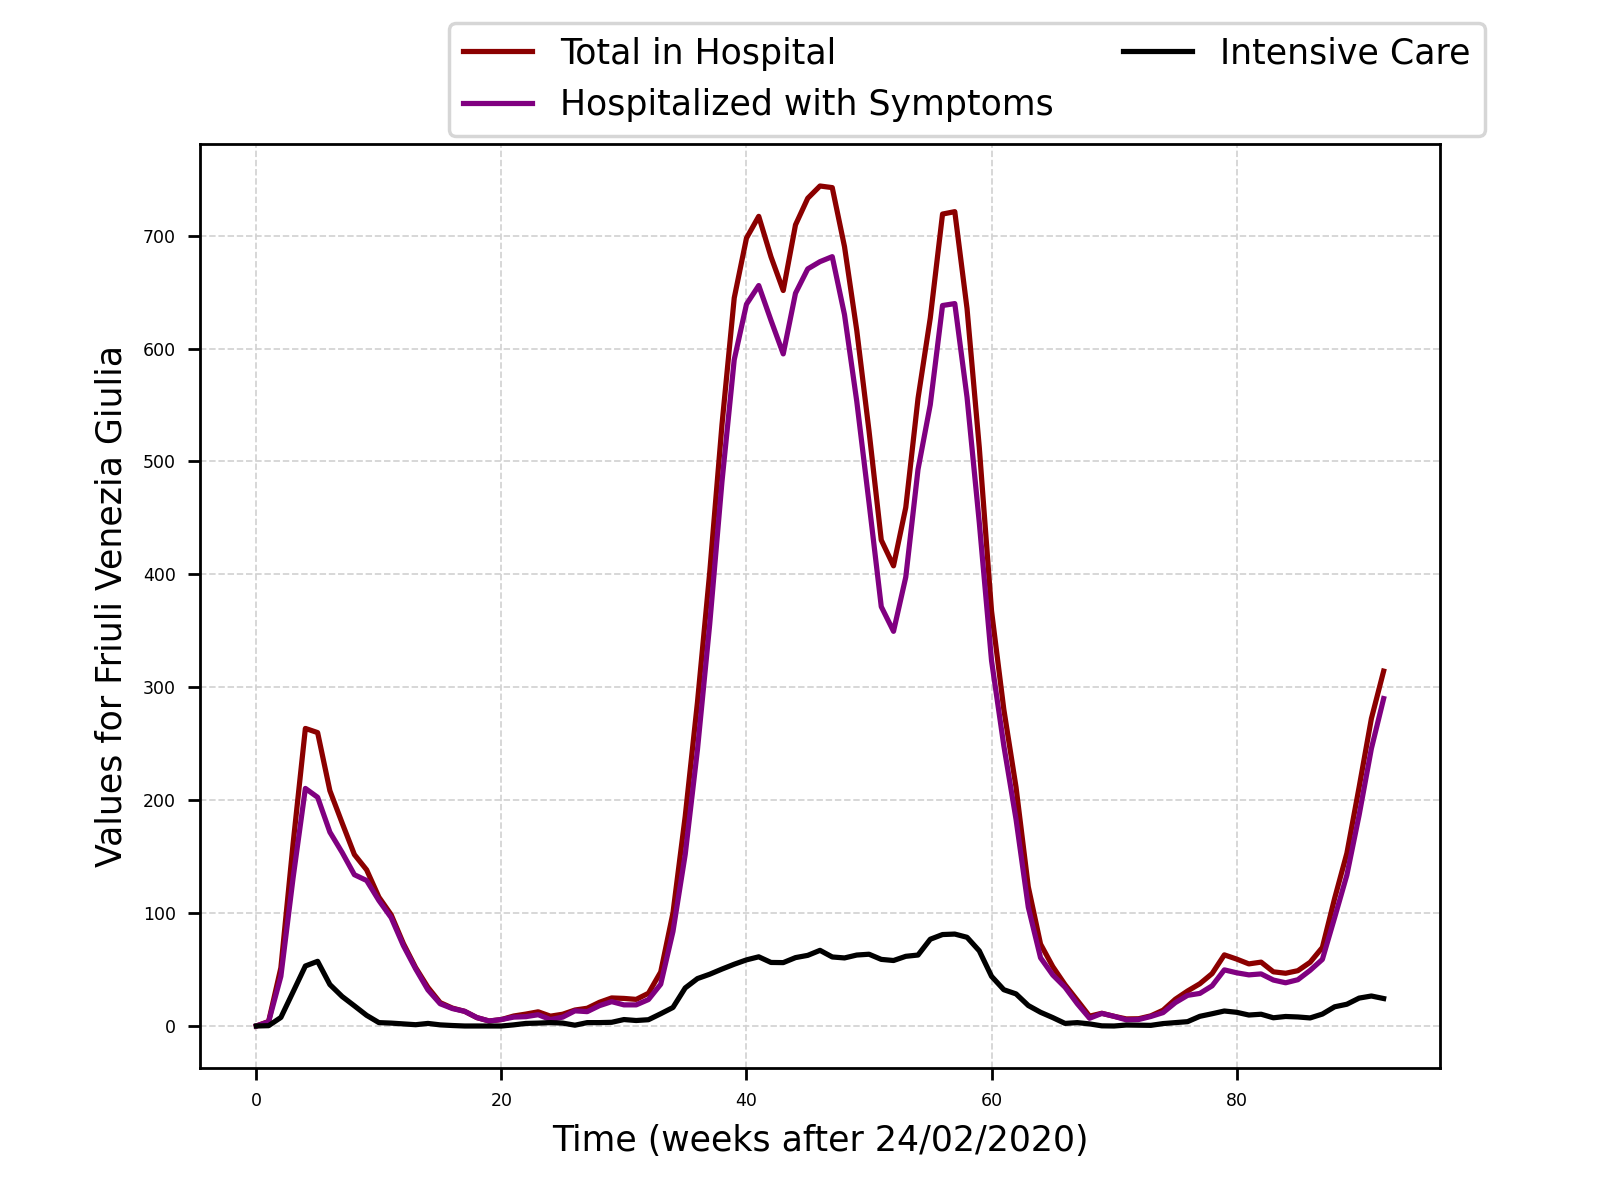 Total in Hospital
Hospitalized with Symptoms
Intensive Care
Values for Friuli Venezia Giulia
700
600
500
400
300
200
100
0
0 20 40 60 80
Time (weeks after 24/02/2020)